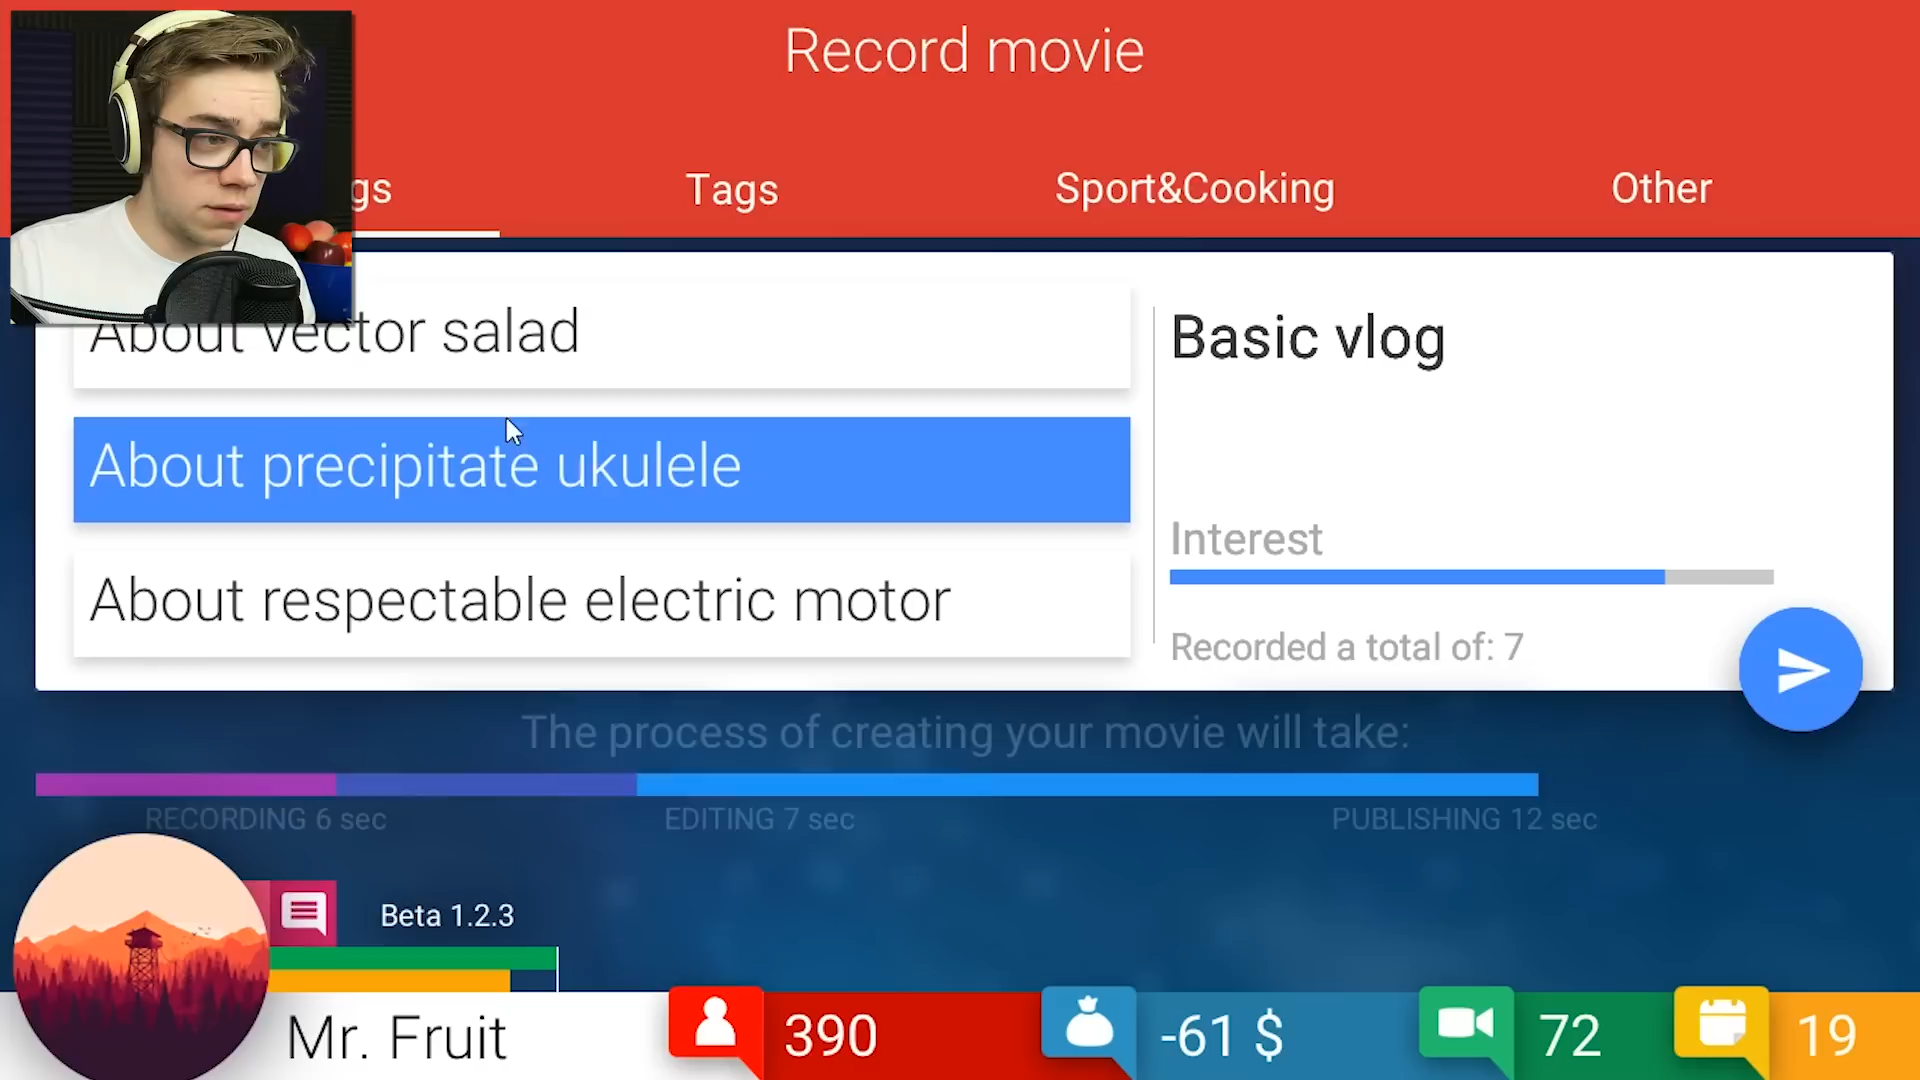 Record movie
gs
Tags
Sport&Cooking
Other
About vector salad
About precipitate ukulele
About respectable electric motor
Basic vlog
Interest
Recorded a total of: 7
The process of creating your movie will take:
RECORDING 6 sec
EDITING 7 sec
PUBLISHING 12 sec
Beta 1.2.3
Mr. Fruit
390
-61 $
72
19